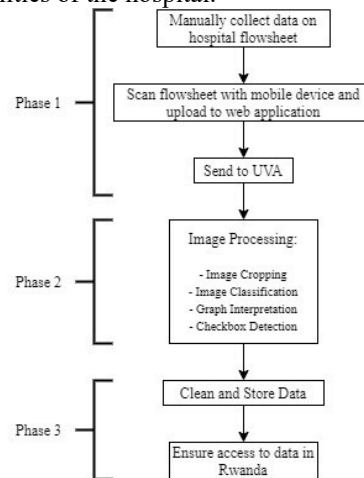 of the hospital.
Manually collect data on
hospital flowsheet
Phase 1
Scan flowsheet with mobile device and
upload to web application
Send to UVA
Image Processing:
Phase 2
- Image Cropping
- Image Classification
- Graph Interpretation
- Checkbox Detection
Clean and Store Data
Phase 3
Ensure access to data in
Rwanda